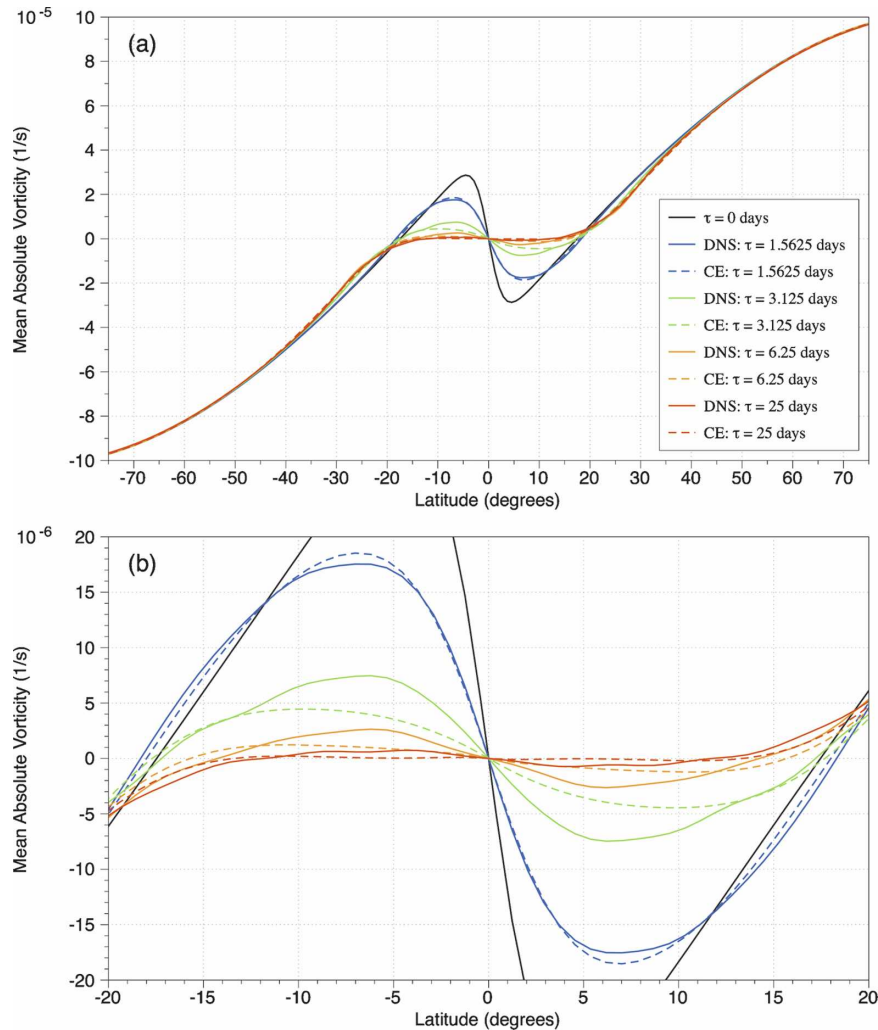 10^-5
(a)
10
8
6
4
2
0
-2
-4
-6
-8
-10
Mean Absolute Vorticity (1/s)
τ = 0 days
DNS: τ = 1.5625 days
CE: τ = 1.5625 days
DNS: τ = 3.125 days
CE: τ = 3.125 days
DNS: τ = 6.25 days
CE: τ = 6.25 days
DNS: τ = 25 days
CE: τ = 25 days
-70 -60 -50 -40 -30 -20 -10 0 10 20 30 40 50 60 70
Latitude (degrees)
10^-6
(b)
20
15
10
5
0
-5
-10
-15
-20
Mean Absolute Vorticity (1/s)
-20 -15 -10 -5 0 5 10 15 20
Latitude (degrees)